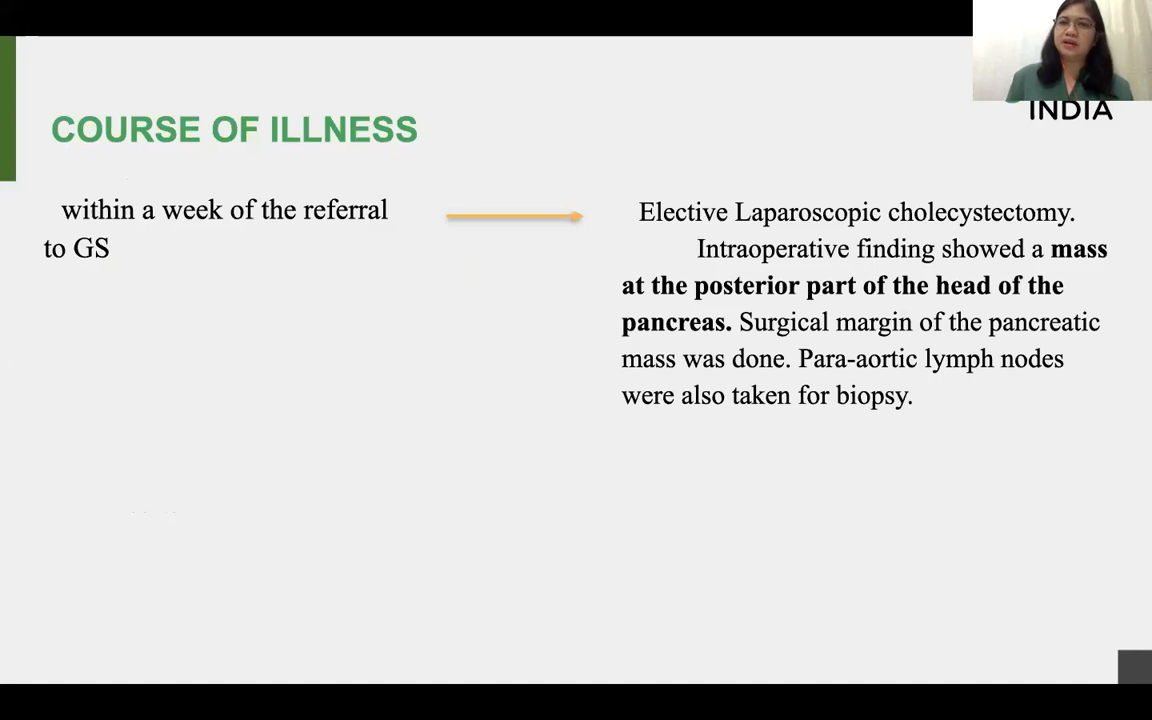 INDIA
COURSE OF ILLNESS
within a week of the referral
to GS
Elective Laparoscopic cholecystectomy.
Intraoperative finding showed a mass
at the posterior part of the head of the
pancreas. Surgical margin of the pancreatic
mass was done. Para-aortic lymph nodes
were also taken for biopsy.